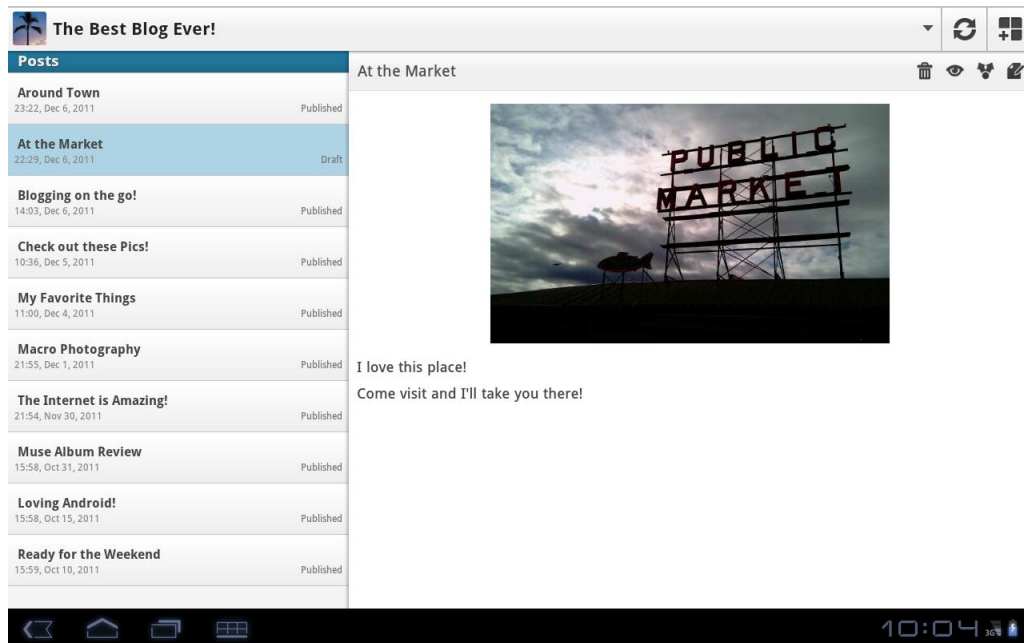 The Best Blog Ever!
Posts
Around Town
23:22, Dec 6, 2011 Published
At the Market
22:29, Dec 6, 2011 Draft
Blogging on the go!
14:03, Dec 6, 2011 Published
Check out these Pics!
10:36, Dec 5, 2011 Published
My Favorite Things
11:00, Dec 4, 2011 Published
Macro Photography
21:55, Dec 1, 2011 Published
The Internet is Amazing!
21:54, Nov 30, 2011 Published
Muse Album Review
15:58, Oct 31, 2011 Published
Loving Android!
15:58, Oct 15, 2011 Published
Ready for the Weekend
15:59, Oct 10, 2011 Published
At the Market
PUBLIC
MARKET
I love this place!
Come visit and I'll take you there!
10:04 3G